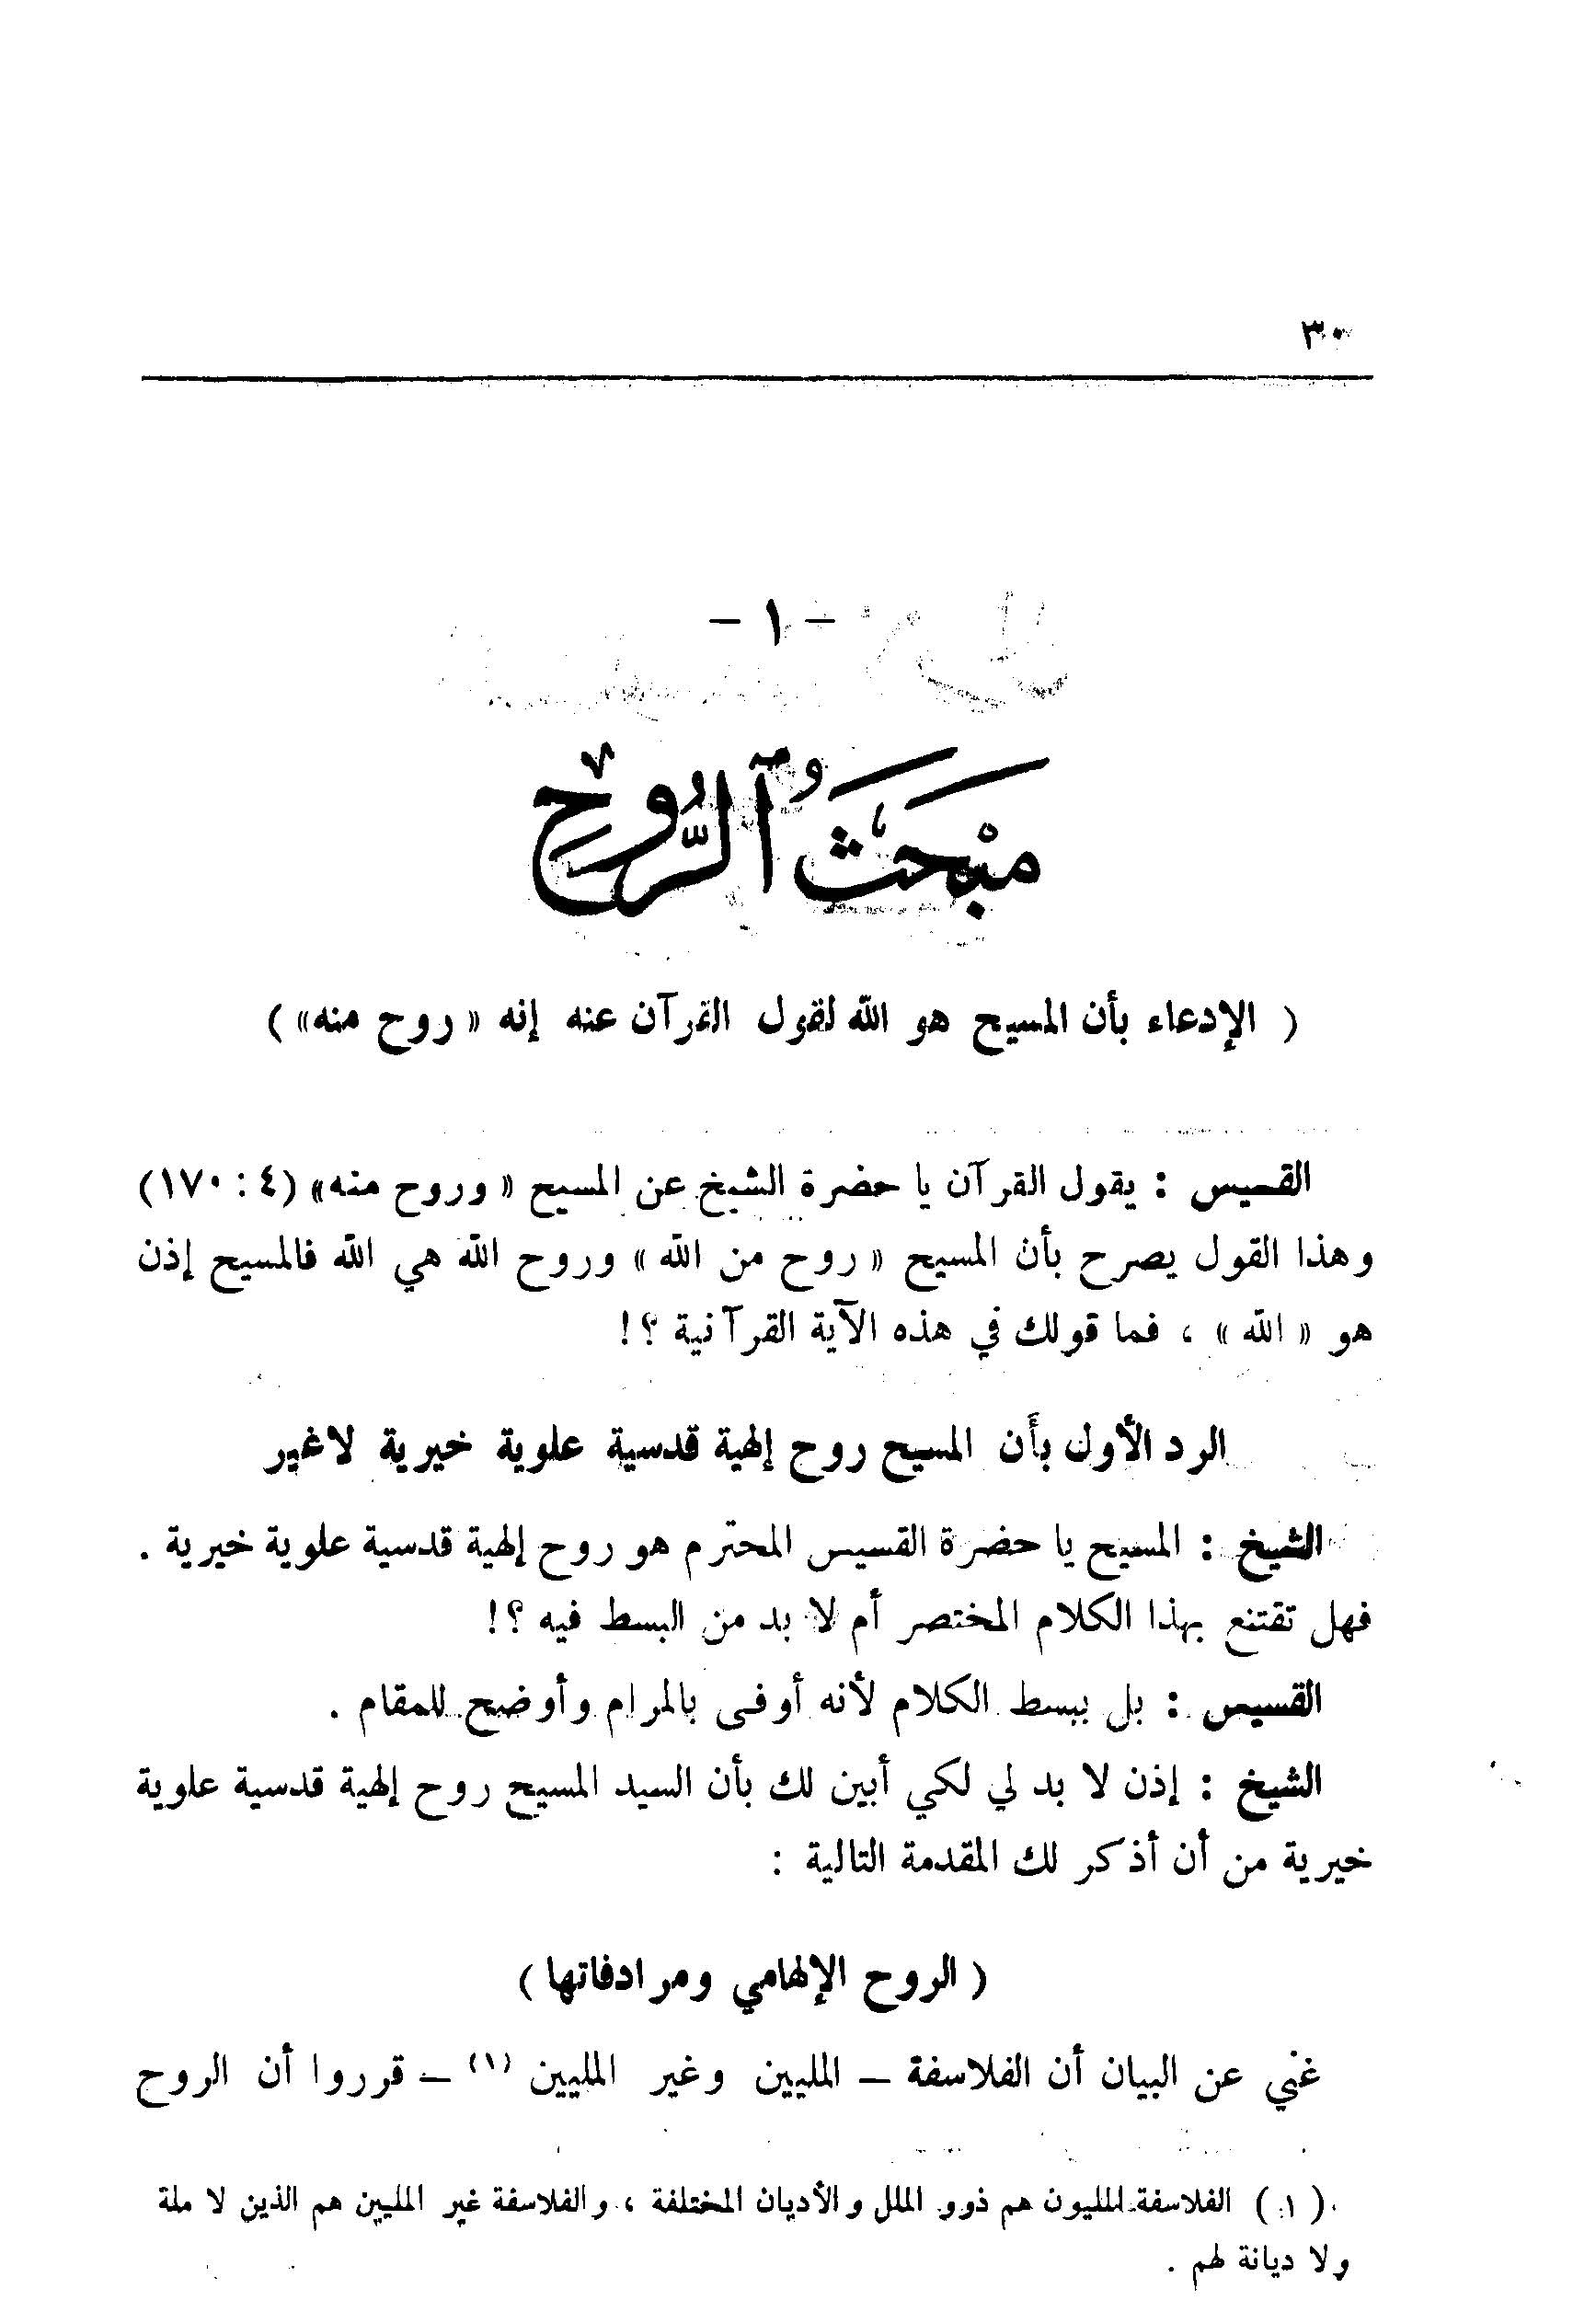 ٣٠
- ١ -
مبْحَثُ ٱلرُّوحِ
( الإدعاء بأن المسيح هو الله لقول القرآن عنه إنه « روح منه» )
القسيس : يقول القرآن يا حضرة الشيخ عن المسيح « وروح منه» (٤ : ١٧٠)
وهذا القول يصرح بأن المسيح « روح من الله » وروح الله هي الله فالمسيح إذن
هو « الله » ، فما قولك في هذه الآية القرآنية ؟!
الرد الأول بأَن المسيح روح إلهية قدسية علوية خيرية لاغير
الشيخ : المسيح يا حضرة القسيس المحترم هو روح إلهية قدسية علوية خيرية .
فهل تقتنع بهذا الكلام المختصر أم لا بد من البسط فيه ؟!
القسيس : بل ببسط الكلام لأنه أوفى بالمرام وأوضح للمقام .
الشيخ : إذن لا بد لي لكي أبين لك بأن السيد المسيح روح إلهية قدسية علوية
خيرية من أن أذكر لك المقدمة التالية :
( الروح الإلهامي ومرادفاتها )
غني عن البيان أن الفلاسفة – المليين وغير المليين (١) – قرروا أن الروح
( ١ ) الفلاسفة المليون هم ذوو الملل والأديان المختلفة ، والفلاسفة غير المليين هم الذين لا ملة
ولا ديانة لهم .